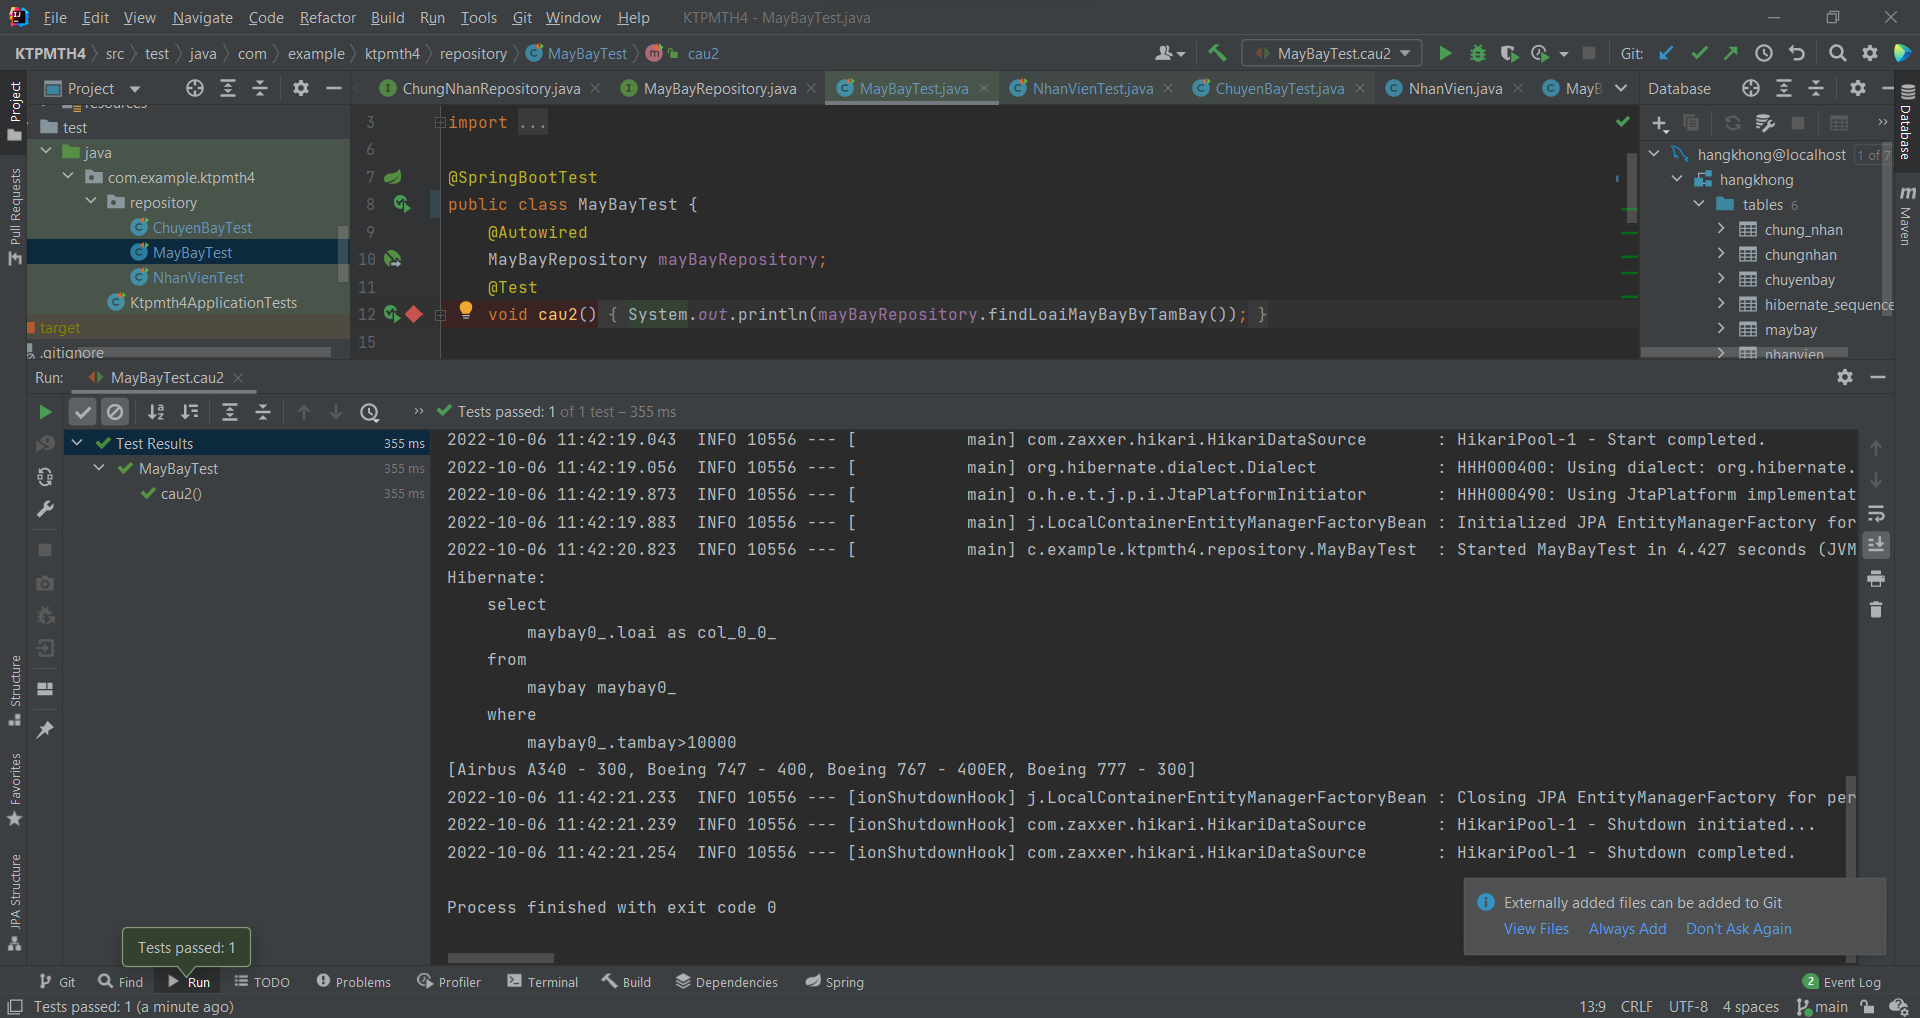 File Edit View Navigate Code Refactor Build Run Tools Git Window Help KTPMTH4 - MayBayTest.java
KTPMTH4 src test java com example ktpmth4 repository MayBayTest cau2
MayBayTest.cau2
Git:
Project
ChungNhanRepository.java
MayBayRepository.java
MayBayTest.java
NhanVienTest.java
ChuyenBayTest.java
NhanVien.java
MayB
Database
Project
Pull Requests
Structure
Favorites
JPA Structure
resources
test
java
com.example.ktpmth4
repository
ChuyenBayTest
MayBayTest
NhanVienTest
Ktpmth4ApplicationTests
target
.gitignore
3 import ...
6
7 @SpringBootTest
8 public class MayBayTest {
9 @Autowired
10 MayBayRepository mayBayRepository;
11 @Test
12 void cau2() { System.out.println(mayBayRepository.findLoaiMayBayByTamBay()); }
15
hangkhong@localhost 1 of 7
hangkhong
tables 6
chung_nhan
chungnhan
chuyenbay
hibernate_sequence
maybay
nhanvien
Database
Maven
Run: MayBayTest.cau2
Tests passed: 1 of 1 test – 355 ms
Test Results 355 ms
MayBayTest 355 ms
cau2() 355 ms
2022-10-06 11:42:19.043 INFO 10556 --- [ main] com.zaxxer.hikari.HikariDataSource : HikariPool-1 - Start completed.
2022-10-06 11:42:19.056 INFO 10556 --- [ main] org.hibernate.dialect.Dialect : HHH000400: Using dialect: org.hibernate.
2022-10-06 11:42:19.873 INFO 10556 --- [ main] o.h.e.t.j.p.i.JtaPlatformInitiator : HHH000490: Using JtaPlatform implementat
2022-10-06 11:42:19.883 INFO 10556 --- [ main] j.LocalContainerEntityManagerFactoryBean : Initialized JPA EntityManagerFactory for
2022-10-06 11:42:20.823 INFO 10556 --- [ main] c.example.ktpmth4.repository.MayBayTest : Started MayBayTest in 4.427 seconds (JVM
Hibernate:
select
maybay0_.loai as col_0_0_
from
maybay maybay0_
where
maybay0_.tambay>10000
[Airbus A340 - 300, Boeing 747 - 400, Boeing 767 - 400ER, Boeing 777 - 300]
2022-10-06 11:42:21.233 INFO 10556 --- [ionShutdownHook] j.LocalContainerEntityManagerFactoryBean : Closing JPA EntityManagerFactory for per
2022-10-06 11:42:21.239 INFO 10556 --- [ionShutdownHook] com.zaxxer.hikari.HikariDataSource : HikariPool-1 - Shutdown initiated...
2022-10-06 11:42:21.254 INFO 10556 --- [ionShutdownHook] com.zaxxer.hikari.HikariDataSource : HikariPool-1 - Shutdown completed.
Process finished with exit code 0
Externally added files can be added to Git
View Files Always Add Don't Ask Again
Tests passed: 1
Git Find Run TODO Problems Profiler Terminal Build Dependencies Spring 2 Event Log
Tests passed: 1 (a minute ago) 13:9 CRLF UTF-8 4 spaces main